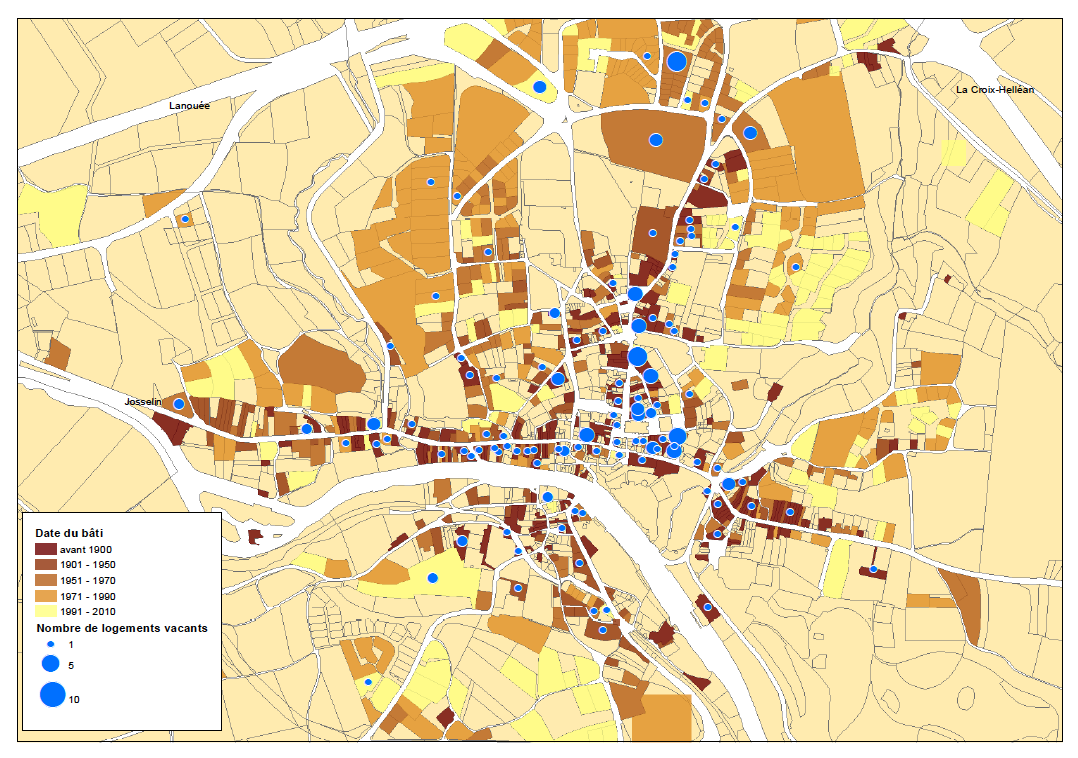 La Croix-Helléan
Lanouée
Josselin
Date du bâti
avant 1900
1901 - 1950
1951 - 1970
1971 - 1990
1991 - 2010
Nombre de logements vacants
1
5
10